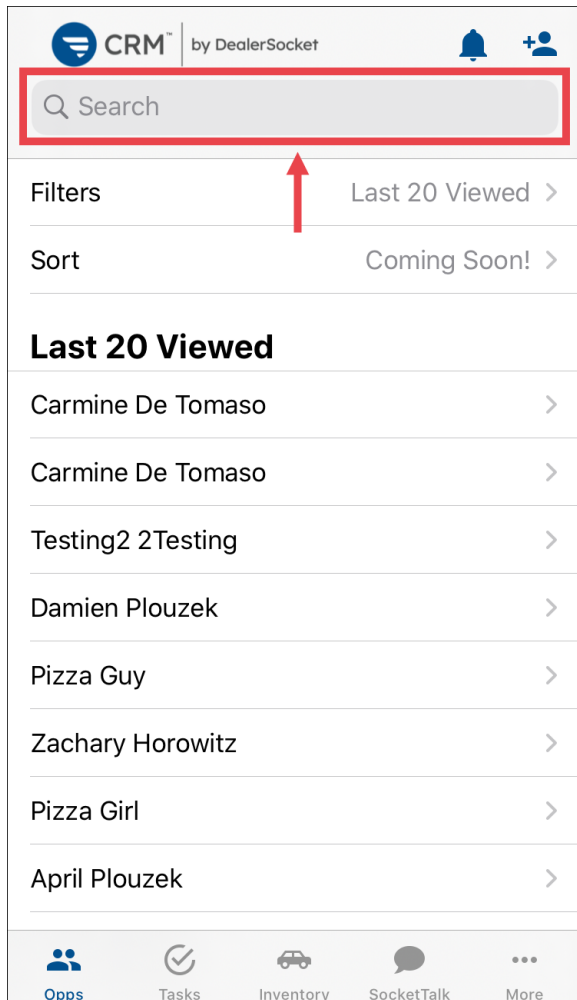 CRM™ by DealerSocket
Search
Filters Last 20 Viewed
Sort Coming Soon!
Last 20 Viewed
Carmine De Tomaso
Carmine De Tomaso
Testing2 2Testing
Damien Plouzek
Pizza Guy
Zachary Horowitz
Pizza Girl
April Plouzek
Opps Tasks Inventory SocketTalk More